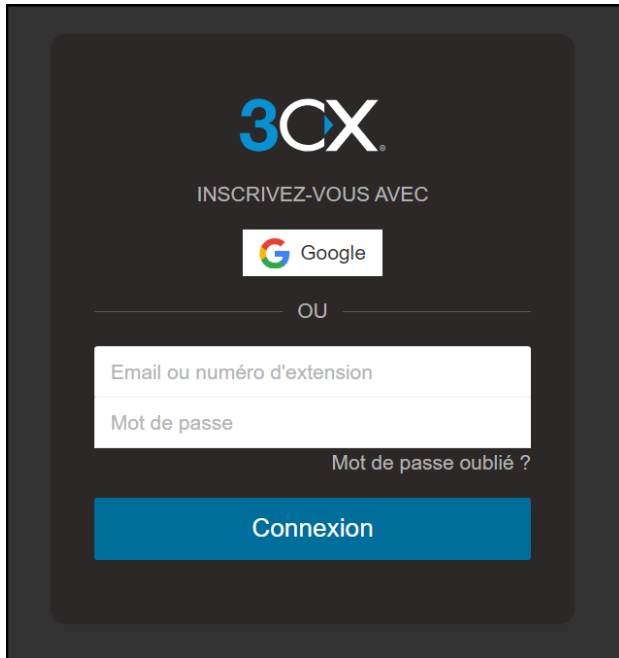 3CX®
INSCRIVEZ-VOUS AVEC
Google
OU
Email ou numéro d'extension
Mot de passe
Mot de passe oublié ?
Connexion